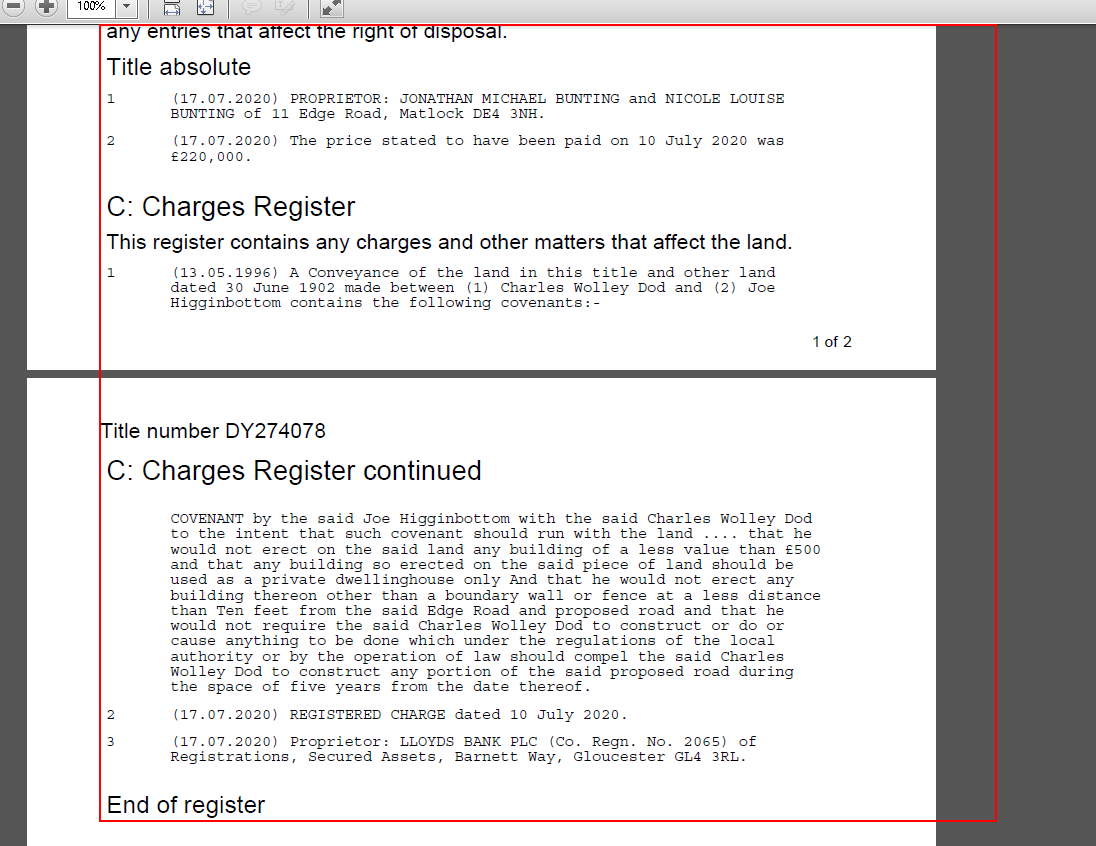 100%
any entries that affect the right of disposal.
Title absolute
1 (17.07.2020) PROPRIETOR: JONATHAN MICHAEL BUNTING and NICOLE LOUISE
BUNTING of 11 Edge Road, Matlock DE4 3NH.
2 (17.07.2020) The price stated to have been paid on 10 July 2020 was
£220,000.
C: Charges Register
This register contains any charges and other matters that affect the land.
1 (13.05.1996) A Conveyance of the land in this title and other land
dated 30 June 1902 made between (1) Charles Wolley Dod and (2) Joe
Higginbottom contains the following covenants:-
1 of 2
Title number DY274078
C: Charges Register continued
COVENANT by the said Joe Higginbottom with the said Charles Wolley Dod
to the intent that such covenant should run with the land .... that he
would not erect on the said land any building of a less value than £500
and that any building so erected on the said piece of land should be
used as a private dwellinghouse only And that he would not erect any
building thereon other than a boundary wall or fence at a less distance
than Ten feet from the said Edge Road and proposed road and that he
would not require the said Charles Wolley Dod to construct or do or
cause anything to be done which under the regulations of the local
authority or by the operation of law should compel the said Charles
Wolley Dod to construct any portion of the said proposed road during
the space of five years from the date thereof.
2 (17.07.2020) REGISTERED CHARGE dated 10 July 2020.
3 (17.07.2020) Proprietor: LLOYDS BANK PLC (Co. Regn. No. 2065) of
Registrations, Secured Assets, Barnett Way, Gloucester GL4 3RL.
End of register